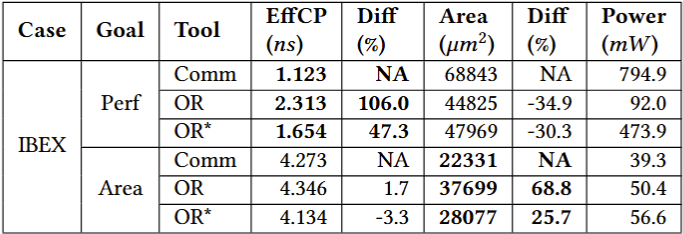 Case Goal Tool EffCP Diff Area Diff Power
(ns) (%) (μm²) (%) (mW)
IBEX Perf Comm 1.123 NA 68843 NA 794.9
OR 2.313 106.0 44825 -34.9 92.0
OR* 1.654 47.3 47969 -30.3 473.9
Area Comm 4.273 NA 22331 NA 39.3
OR 4.346 1.7 37699 68.8 50.4
OR* 4.134 -3.3 28077 25.7 56.6